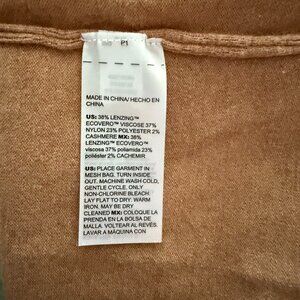 P1
MADE IN CHINA/ HECHO EN
CHINA
US: 38% LENZING™
ECOVERO™ VISCOSE 37%
NYLON 23% POLYESTER 2%
CASHMERE MX: 38%
LENZING™ ECOVERO™
viscosa 37% poliamida 23%
poliéster 2% CACHEMIR
US: PLACE GARMENT IN
MESH BAG. TURN INSIDE
OUT. MACHINE WASH COLD,
GENTLE CYCLE. ONLY
NON-CHLORINE BLEACH.
LAY FLAT TO DRY. WARM
IRON. MAY BE DRY
CLEANED MX: COLOQUE LA
PRENDA EN LA BOLSA DE
MALLA. VOLTEAR AL REVÉS.
LAVAR A MÁQUINA CON